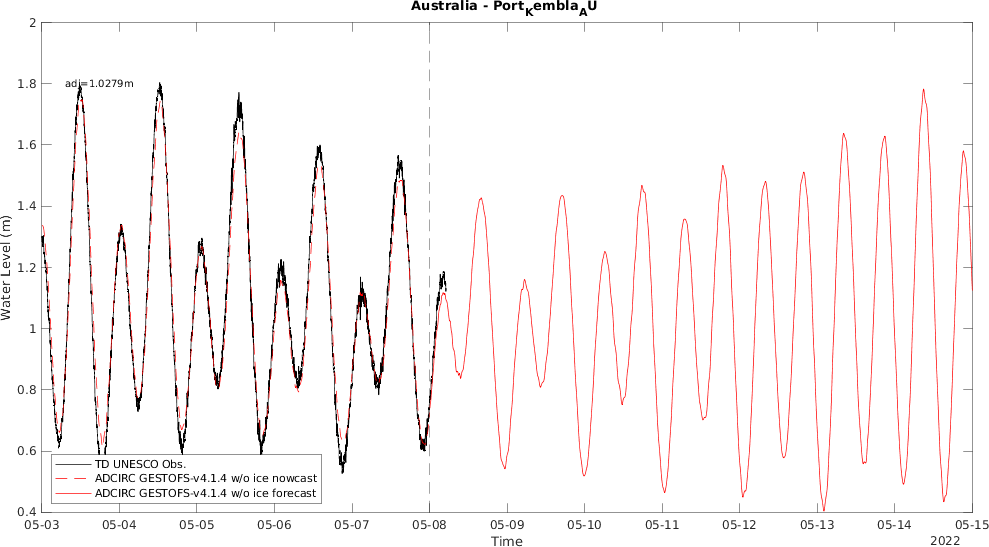 Australia - Port_Kembla_AU
2
1.8
1.6
1.4
1.2
1
0.8
0.6
0.4
Water Level (m)
adj=1.0279m
TD UNESCO Obs.
ADCIRC GESTOFS-v4.1.4 w/o ice nowcast
ADCIRC GESTOFS-v4.1.4 w/o ice forecast
05-03 05-04 05-05 05-06 05-07 05-08 05-09 05-10 05-11 05-12 05-13 05-14 05-15
Time
2022